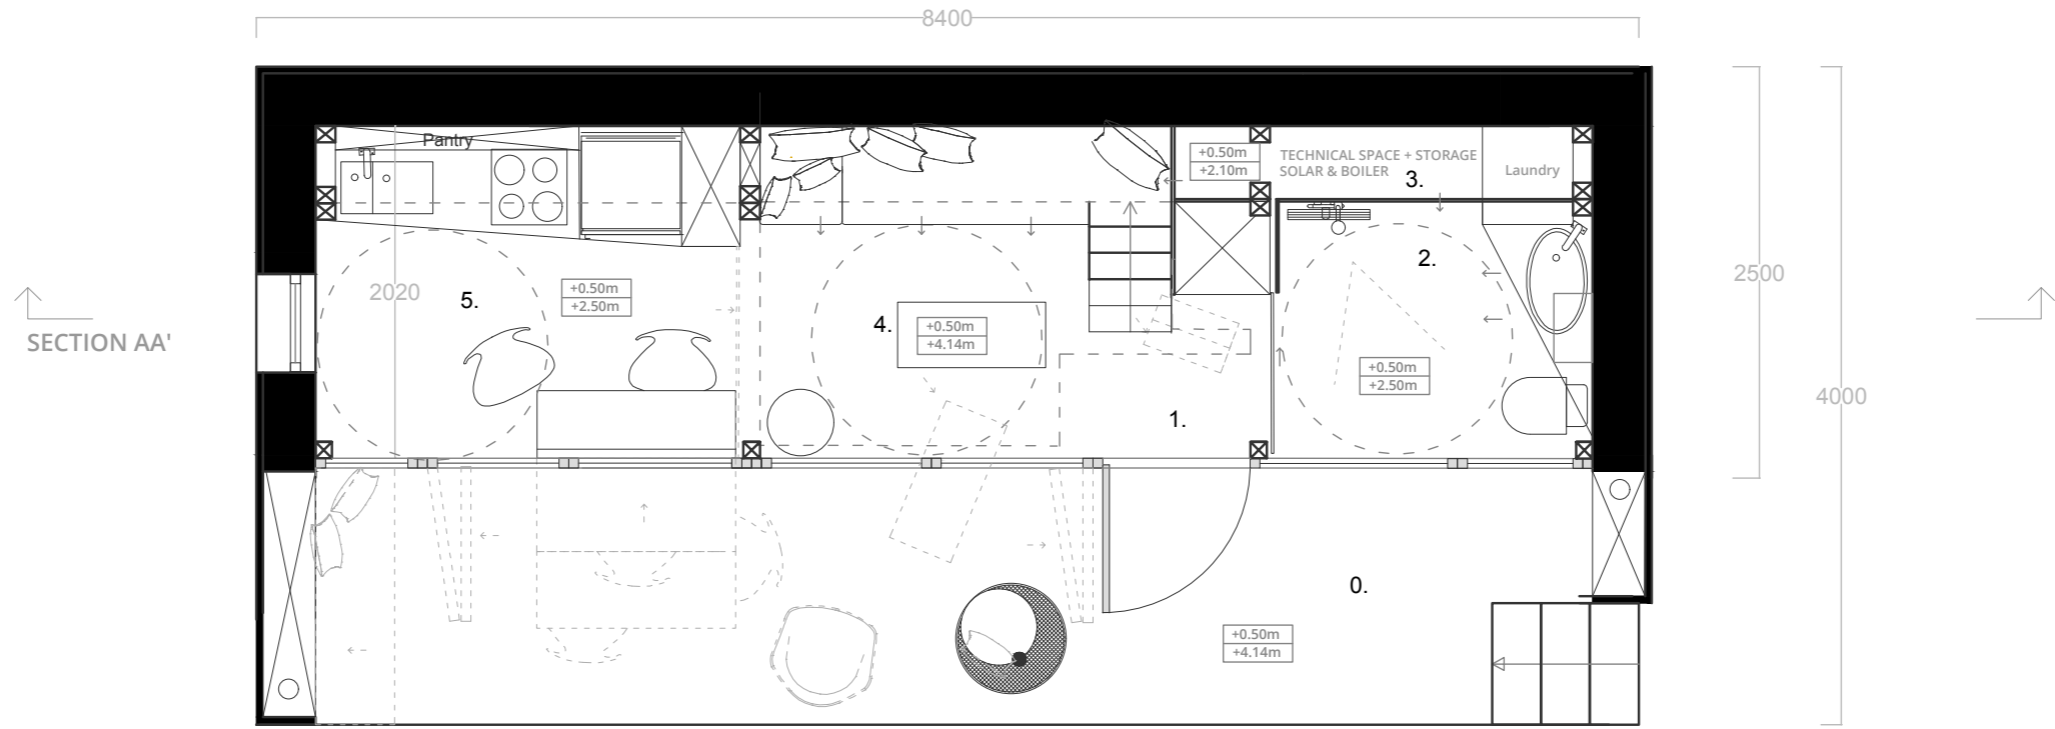 8400
Pantry
+0.50m
+2.10m
TECHNICAL SPACE + STORAGE
SOLAR & BOILER
3.
Laundry
2.
2020
5.
+0.50m
+2.50m
4.
+0.50m
+4.14m
2500
SECTION AA'
+0.50m
+2.50m
4000
1.
0.
+0.50m
+4.14m